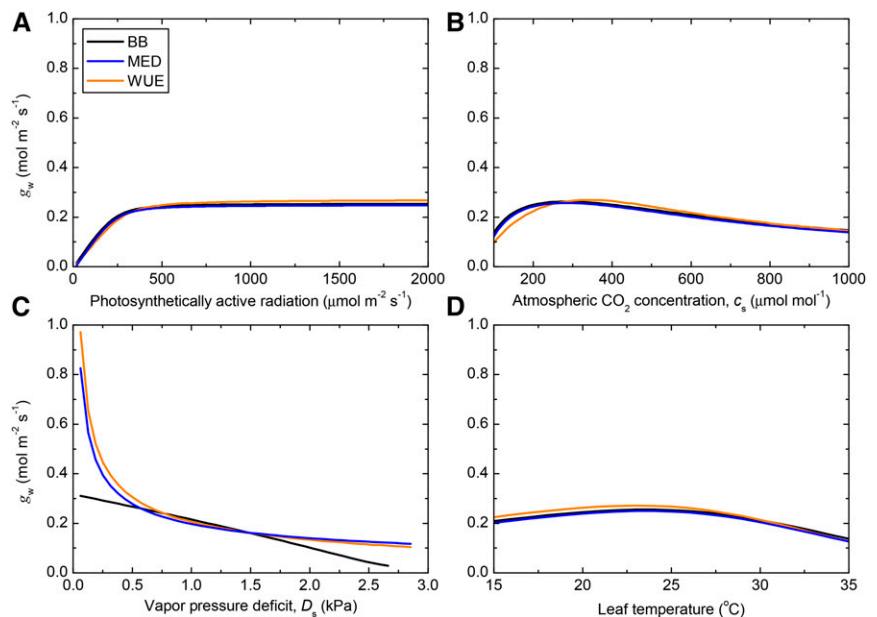 A
BB
MED
WUE
1.0
0.8
0.6
0.4
0.2
0.0
g_w (mol m⁻² s⁻¹)
0 250 500 750 1000 1250 1500 1750 2000
Photosynthetically active radiation (μmol m⁻² s⁻¹)
B
1.0
0.8
0.6
0.4
0.2
0.0
200 400 600 800 1000
Atmospheric CO₂ concentration, c_s (μmol mol⁻¹)
C
1.0
0.8
0.6
0.4
0.2
0.0
g_w (mol m⁻² s⁻¹)
0.0 0.5 1.0 1.5 2.0 2.5 3.0
Vapor pressure deficit, D_s (kPa)
D
1.0
0.8
0.6
0.4
0.2
0.0
15 20 25 30 35
Leaf temperature (°C)